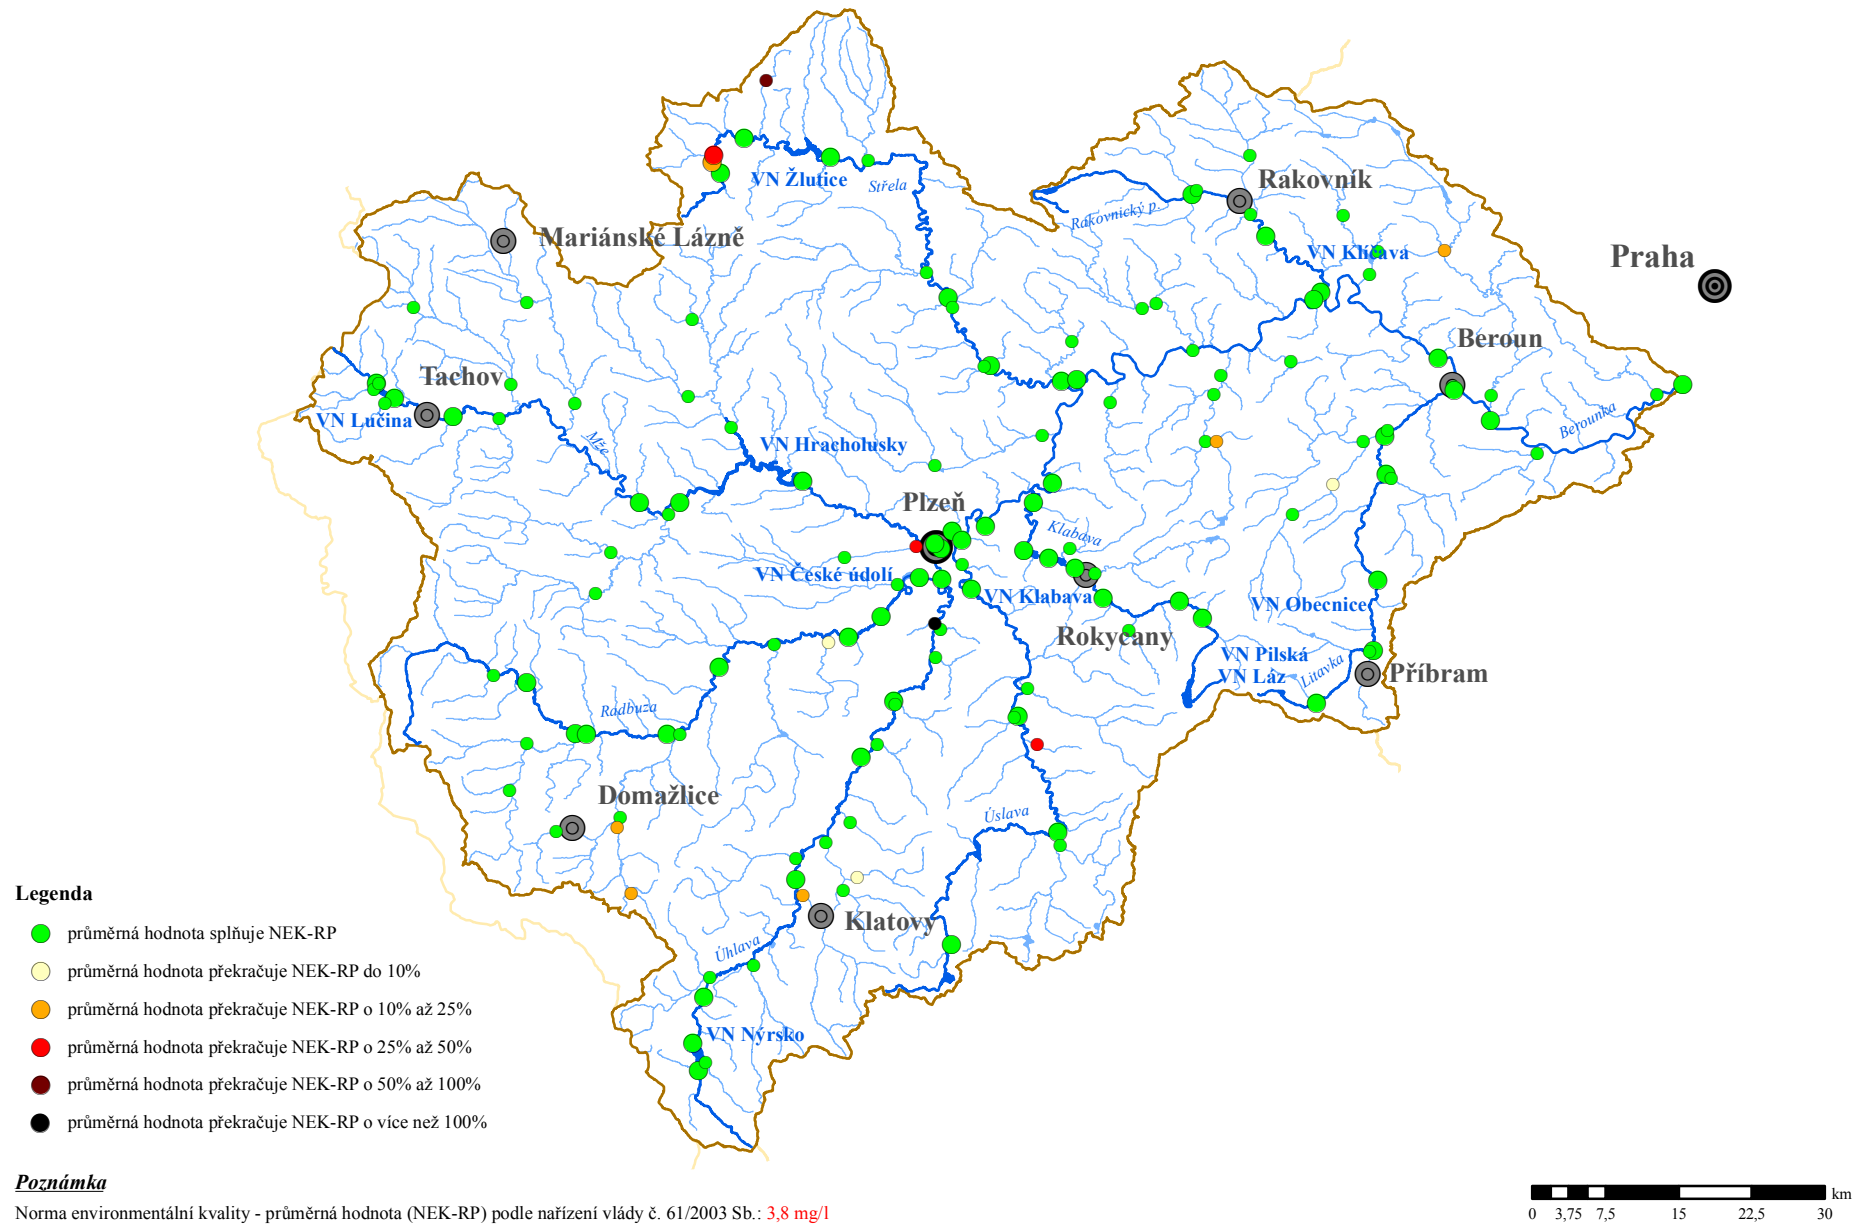 Rakovník
VN Žlutice
Střela
Rakovnický p.
Mariánské Lázně
VN Klíčava
Praha
Beroun
Tachov
VN Lučina
Mže
VN Hracholusky
Berounka
Plzeň
Klabava
VN České údolí
VN Klabava
VN Obecnice
Rokycany
VN Pilská
VN Láz
Litavka
Příbram
Radbuza
Domažlice
Úslava
Klatovy
Úhlava
VN Nýrsko
Legenda
průměrná hodnota splňuje NEK-RP
průměrná hodnota překračuje NEK-RP do 10%
průměrná hodnota překračuje NEK-RP o 10% až 25%
průměrná hodnota překračuje NEK-RP o 25% až 50%
průměrná hodnota překračuje NEK-RP o 50% až 100%
průměrná hodnota překračuje NEK-RP o více než 100%
Poznámka
Norma environmentální kvality - průměrná hodnota (NEK-RP) podle nařízení vlády č. 61/2003 Sb.: 3,8 mg/l
km
0 3,75 7,5 15 22,5 30